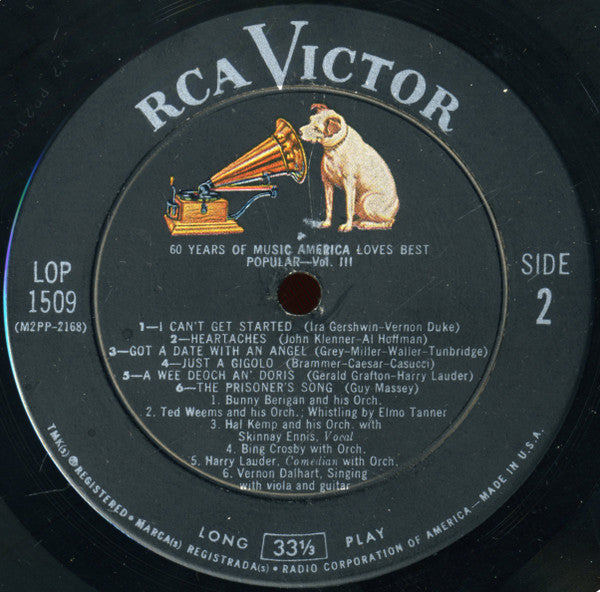 RCA VICTOR
60 YEARS OF MUSIC AMERICA LOVES BEST
POPULAR—Vol. III
LOP
1509
(M2PP-2168)
SIDE
2
1—I CAN'T GET STARTED (Ira Gershwin-Vernon Duke)
2—HEARTACHES (John Klenner-Al Hoffman)
3—GOT A DATE WITH AN ANGEL (Grey-Miller-Waller-Tunbridge)
4—JUST A GIGOLO (Brammer-Caesar-Casucci)
5—A WEE DEOCH AN' DORIS (Gerald Grafton-Harry Lauder)
6—THE PRISONER'S SONG (Guy Massey)
1. Bunny Berigan and his Orch.
2. Ted Weems and his Orch.; Whistling by Elmo Tanner
3. Hal Kemp and his Orch. with
Skinnay Ennis, Vocal
4. Bing Crosby with Orch.
5. Harry Lauder, Comedian with Orch.
6. Vernon Dalhart, Singing
with viola and guitar
LONG 33⅓ PLAY
TMK(s) ® REGISTERED • MARCA(s) REGISTRADA(s) • RADIO CORPORATION OF AMERICA—MADE IN U.S.A.